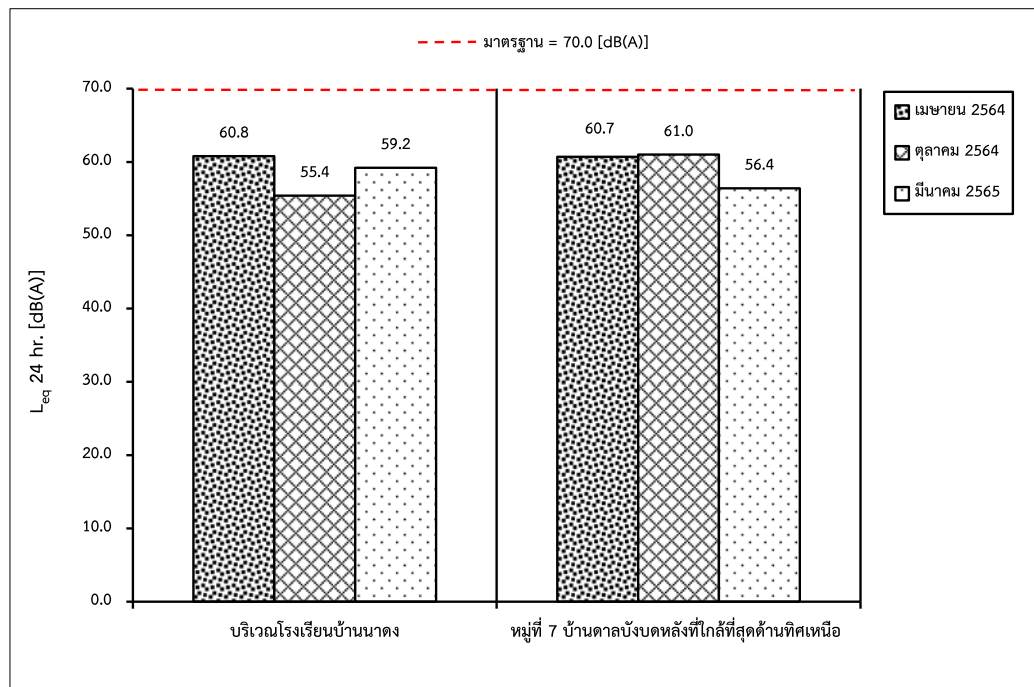 มาตรฐาน = 70.0 [dB(A)]
70.0
60.0
50.0
40.0
30.0
20.0
10.0
0.0
L_eq 24 hr. [dB(A)]
60.8
55.4
59.2
60.7
61.0
56.4
บริเวณโรงเรียนบ้านนาดง
หมู่ที่ 7 บ้านดาลบังบดหลังที่ใกล้ที่สุดด้านทิศเหนือ
เมษายน 2564
ตุลาคม 2564
มีนาคม 2565